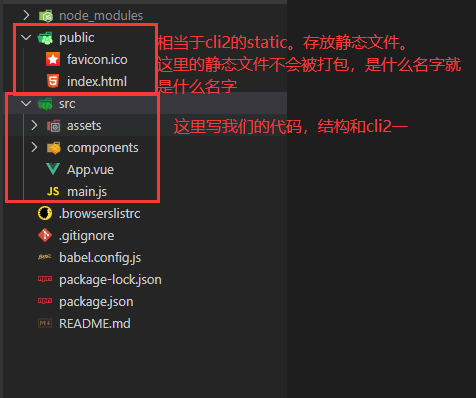 node_modules
public
相当于cli2的static。存放静态文件。
favicon.ico
这里的静态文件不会被打包，是什么名字就
index.html
是什么名字
src
assets
这里写我们的代码，结构和cli2一
components
App.vue
JS main.js
.browserslistrc
.gitignore
babel.config.js
package-lock.json
package.json
README.md